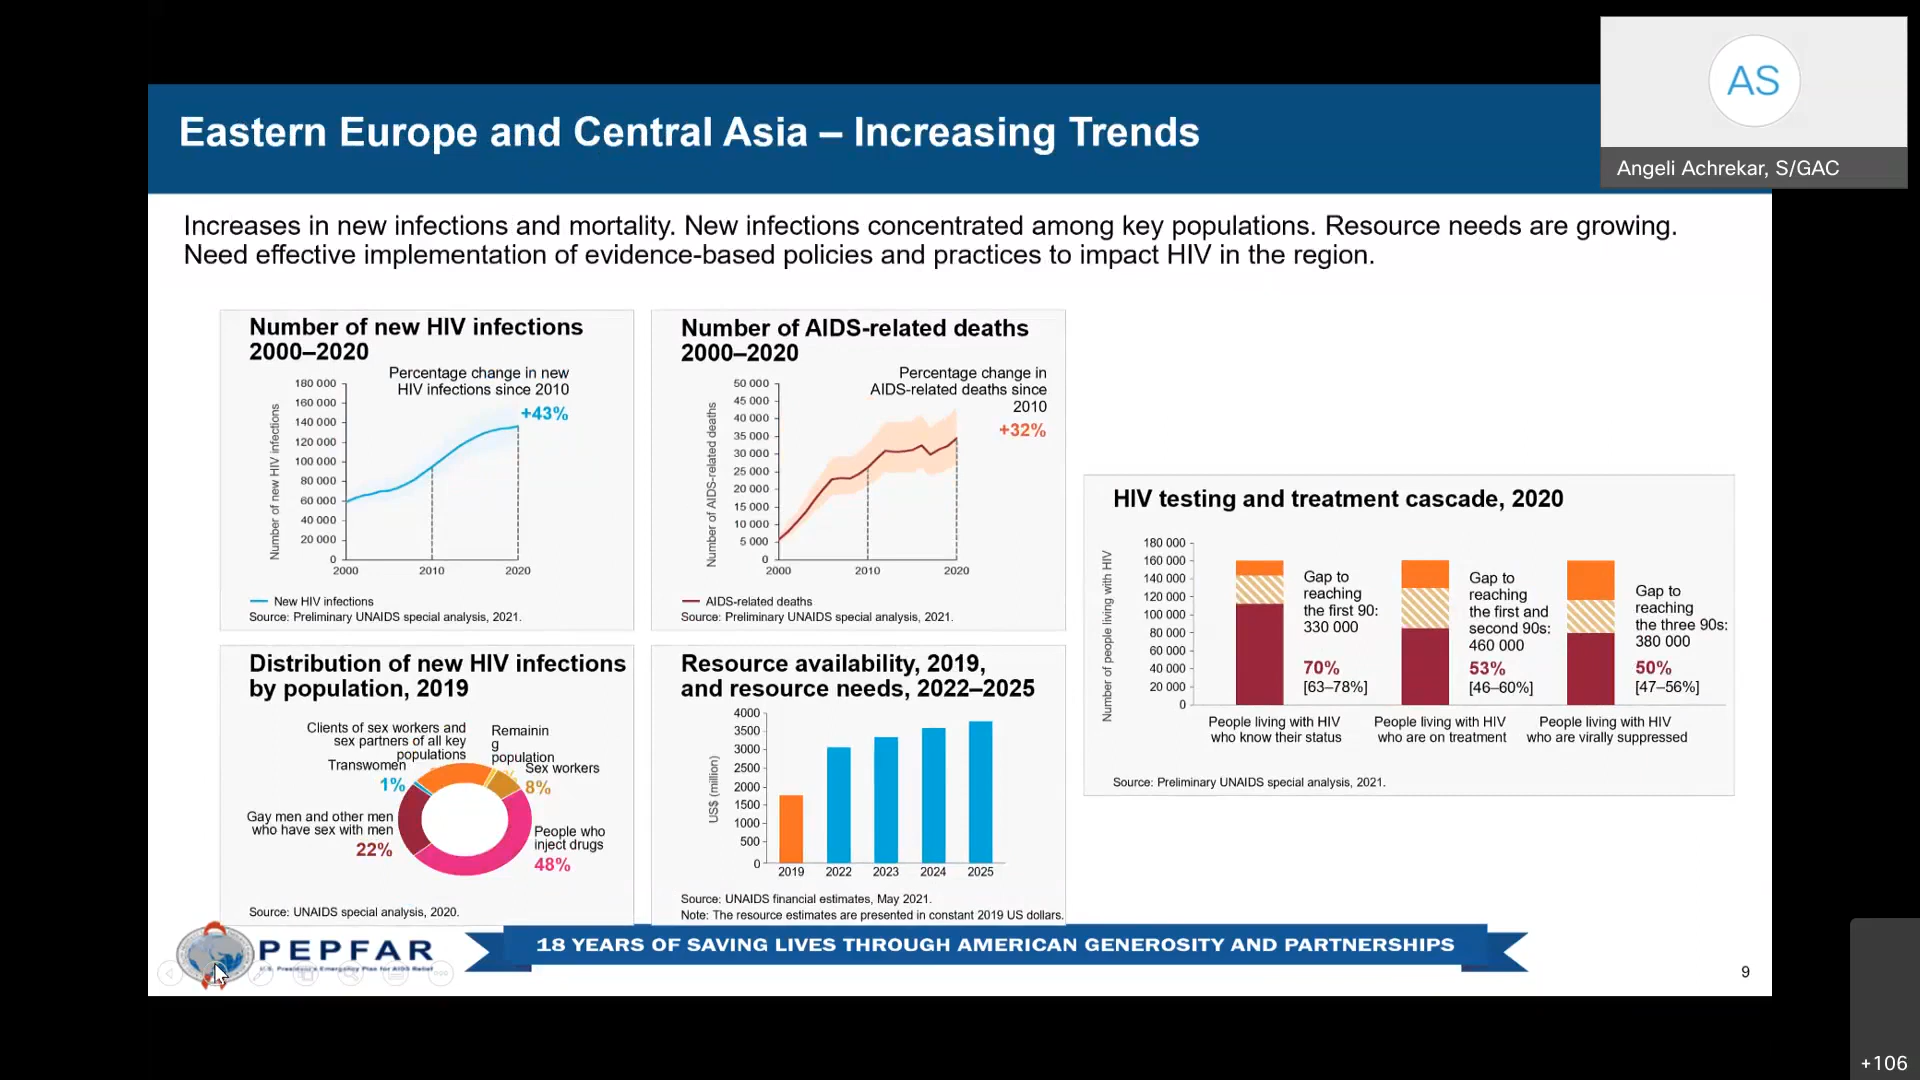 AS
Angeli Achrekar, S/GAC
Eastern Europe and Central Asia – Increasing Trends
Increases in new infections and mortality. New infections concentrated among key populations. Resource needs are growing.
Need effective implementation of evidence-based policies and practices to impact HIV in the region.
Number of new HIV infections
2000–2020
Percentage change in new
HIV infections since 2010
+43%
Number of new HIV infections
180 000
160 000
140 000
120 000
100 000
80 000
60 000
40 000
20 000
0
2000
2010
2020
New HIV infections
Source: Preliminary UNAIDS special analysis, 2021.
Number of AIDS-related deaths
2000–2020
Percentage change in
AIDS-related deaths since
2010
+32%
Number of AIDS-related deaths
50 000
45 000
40 000
35 000
30 000
25 000
20 000
15 000
10 000
5 000
0
2000
2010
2020
AIDS-related deaths
Source: Preliminary UNAIDS special analysis, 2021.
HIV testing and treatment cascade, 2020
Number of people living with HIV
180 000
160 000
140 000
120 000
100 000
80 000
60 000
40 000
20 000
0
Gap to
reaching
the first 90:
330 000
70%
[63–78%]
Gap to
reaching
the first and
second 90s:
460 000
53%
[46–60%]
Gap to
reaching
the three 90s:
380 000
50%
[47–56%]
People living with HIV
who know their status
People living with HIV
who are on treatment
People living with HIV
who are virally suppressed
Source: Preliminary UNAIDS special analysis, 2021.
Distribution of new HIV infections
by population, 2019
Clients of sex workers and
sex partners of all key
populations
Remainin
g
population
Transwomen
1%
Sex workers
8%
Gay men and other men
who have sex with men
22%
People who
inject drugs
48%
Source: UNAIDS special analysis, 2020.
Resource availability, 2019,
and resource needs, 2022–2025
US$ (million)
4000
3500
3000
2500
2000
1500
1000
500
0
2019
2022
2023
2024
2025
Source: UNAIDS financial estimates, May 2021.
Note: The resource estimates are presented in constant 2019 US dollars.
PEPFAR
U.S. President's Emergency Plan for AIDS Relief
18 YEARS OF SAVING LIVES THROUGH AMERICAN GENEROSITY AND PARTNERSHIPS
9
+106